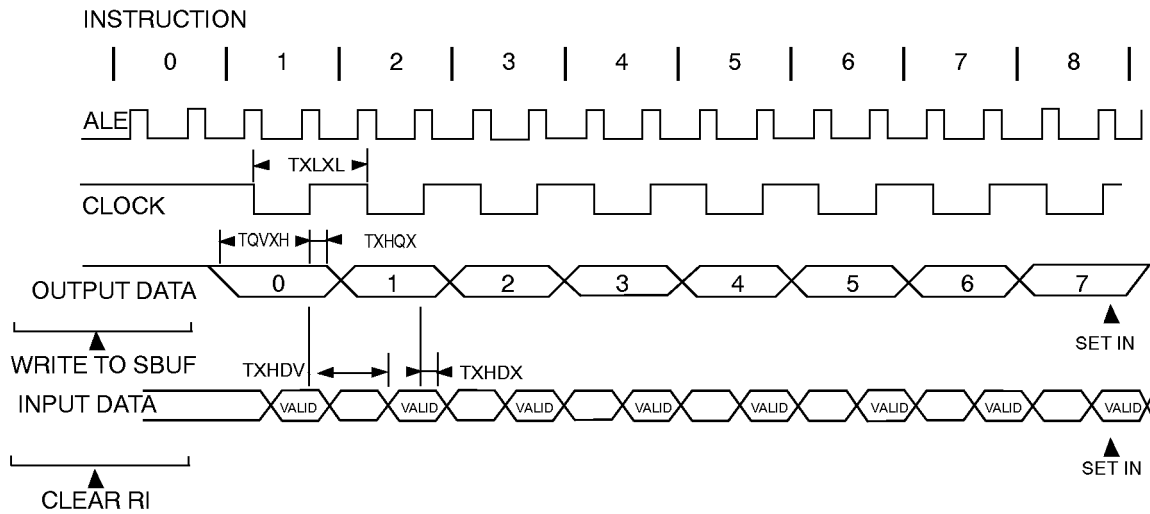 INSTRUCTION
0 1 2 3 4 5 6 7 8
ALE
TXLXL
CLOCK
TQVXH TXHQX
OUTPUT DATA 0 1 2 3 4 5 6 7
SET IN
WRITE TO SBUF
TXHDV TXHDX
INPUT DATA VALID VALID VALID VALID VALID VALID VALID VALID
SET IN
CLEAR RI